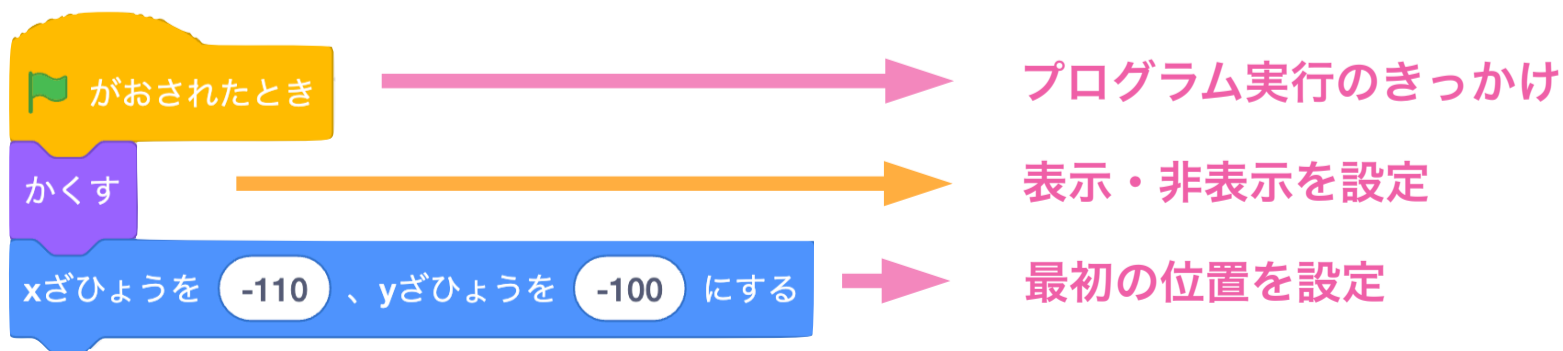 がおされたとき
プログラム実行のきっかけ
かくす
表示・非表示を設定
xざひょうを -110 、yざひょうを -100 にする
最初の位置を設定